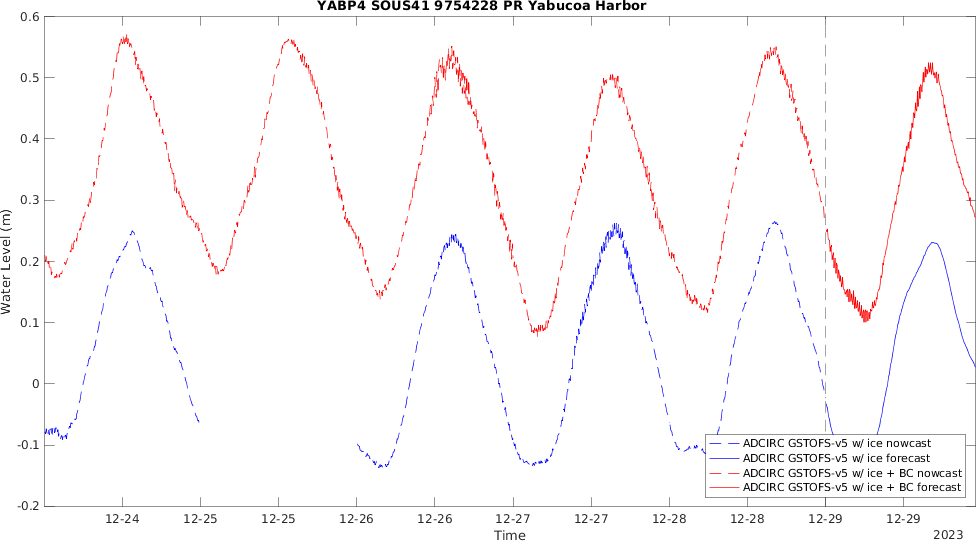 YABP4 SOUS41 9754228 PR Yabucoa Harbor
0.6
0.5
0.4
0.3
0.2
0.1
0
-0.1
-0.2
Water Level (m)
ADCIRC GSTOFS-v5 w/ ice nowcast
ADCIRC GSTOFS-v5 w/ ice forecast
ADCIRC GSTOFS-v5 w/ ice + BC nowcast
ADCIRC GSTOFS-v5 w/ ice + BC forecast
12-24 12-25 12-25 12-26 12-26 12-27 12-27 12-28 12-28 12-29 12-29
Time
2023